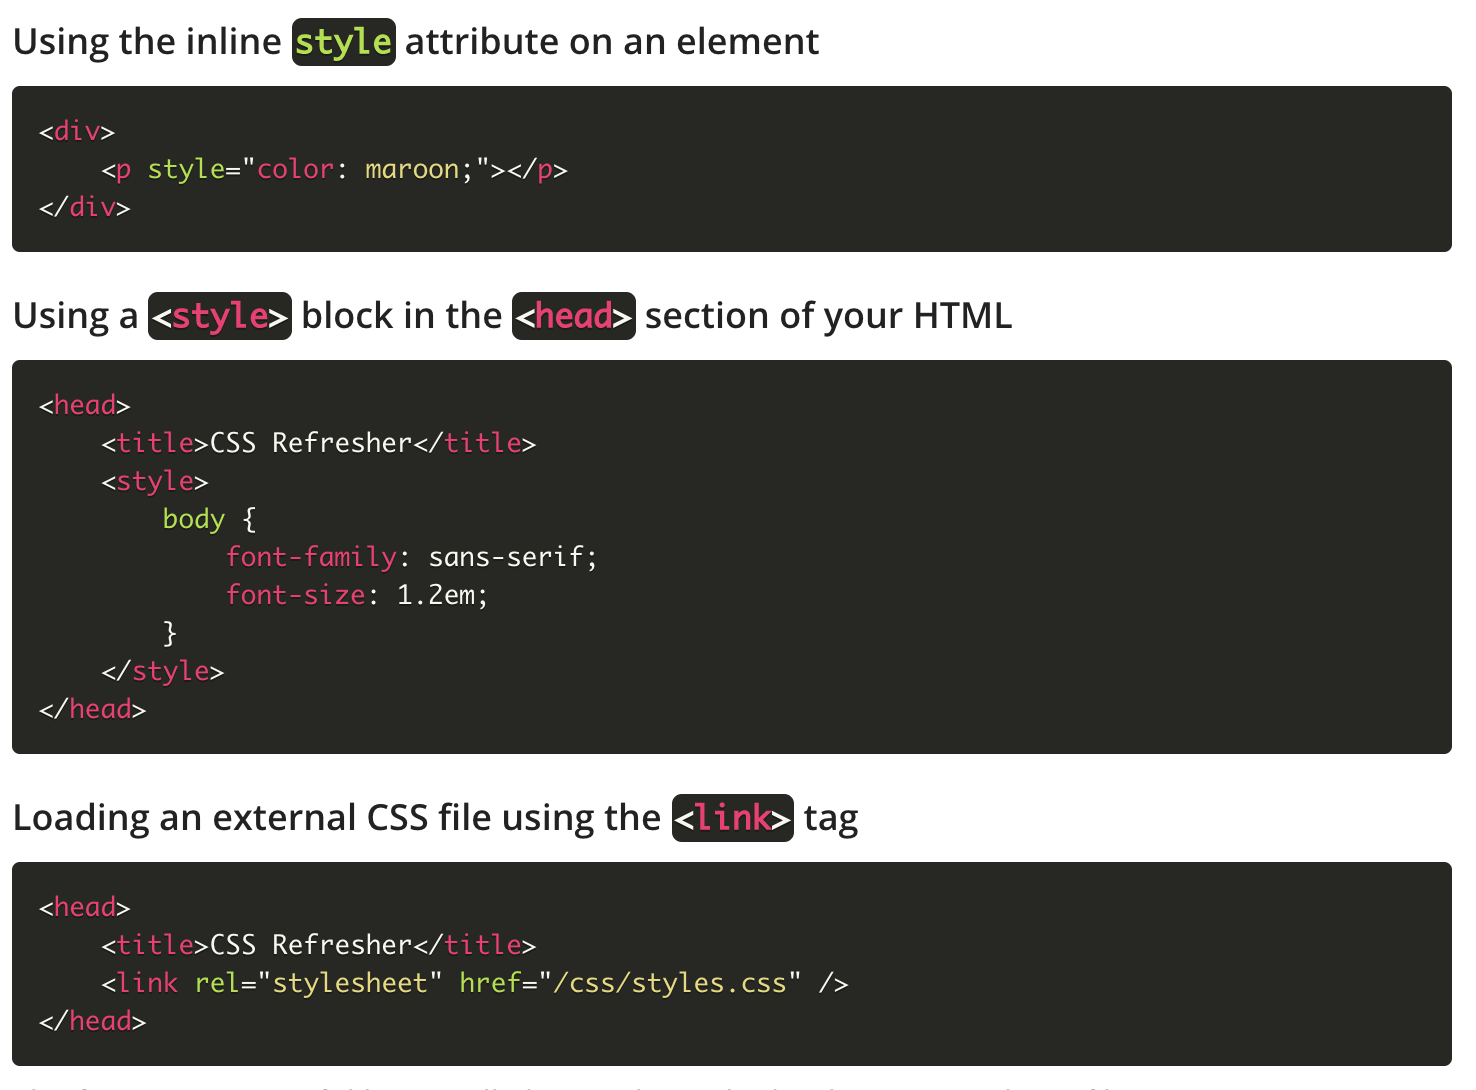 Using the inline style attribute on an element
<div>
    <p style="color: maroon;"></p>
</div>
Using a <style> block in the <head> section of your HTML
<head>
    <title>CSS Refresher</title>
    <style>
        body {
            font-family: sans-serif;
            font-size: 1.2em;
        }
    </style>
</head>
Loading an external CSS file using the <link> tag
<head>
    <title>CSS Refresher</title>
    <link rel="stylesheet" href="/css/styles.css" />
</head>